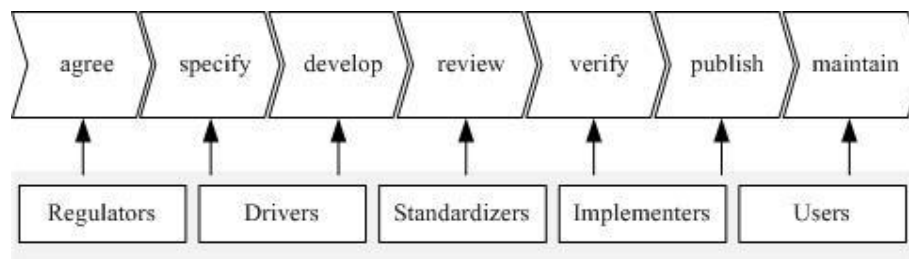 agree specify develop review verify publish maintain
Regulators Drivers Standardizers Implementers Users